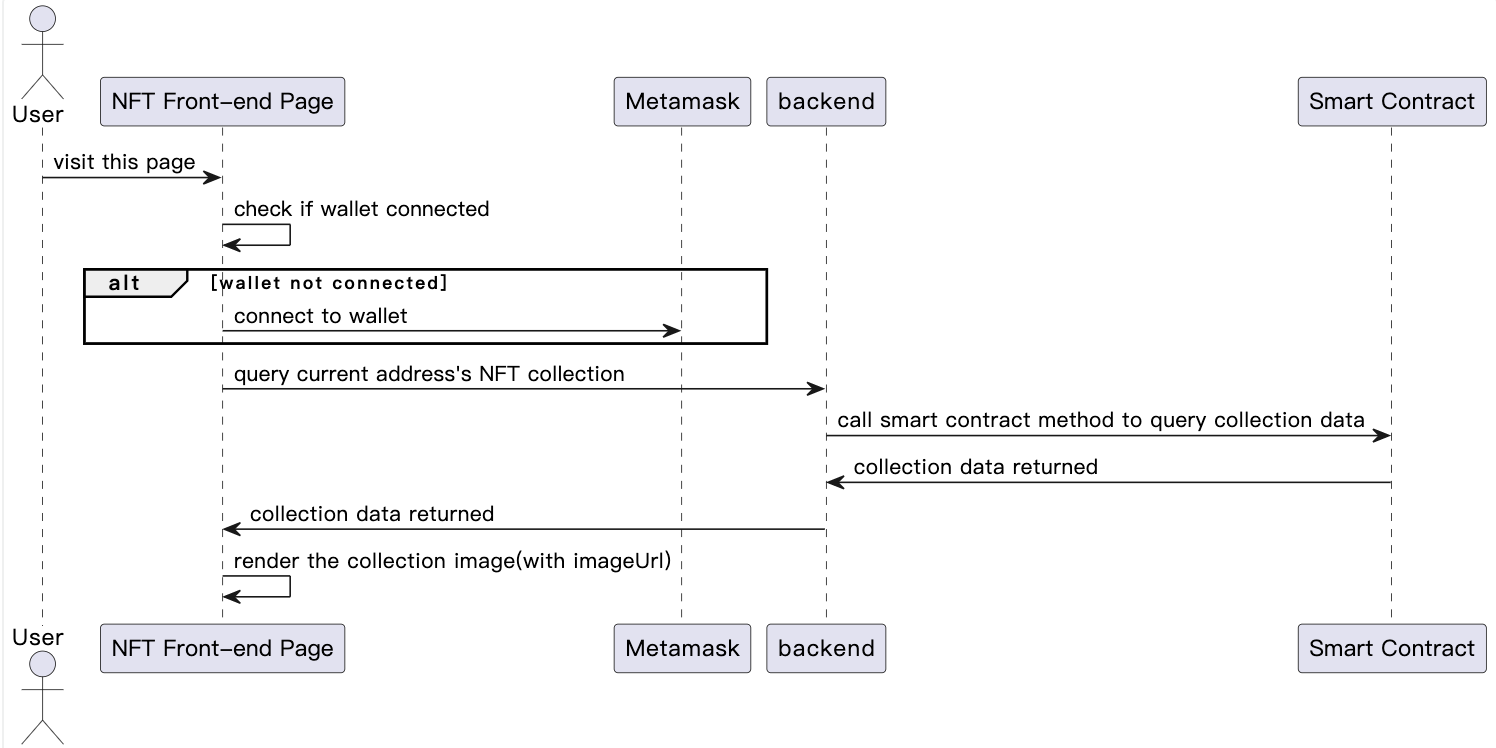 User
NFT Front-end Page
Metamask
backend
Smart Contract
visit this page
check if wallet connected
alt
[wallet not connected]
connect to wallet
query current address's NFT collection
call smart contract method to query collection data
collection data returned
collection data returned
render the collection image(with imageUrl)
User
NFT Front-end Page
Metamask
backend
Smart Contract